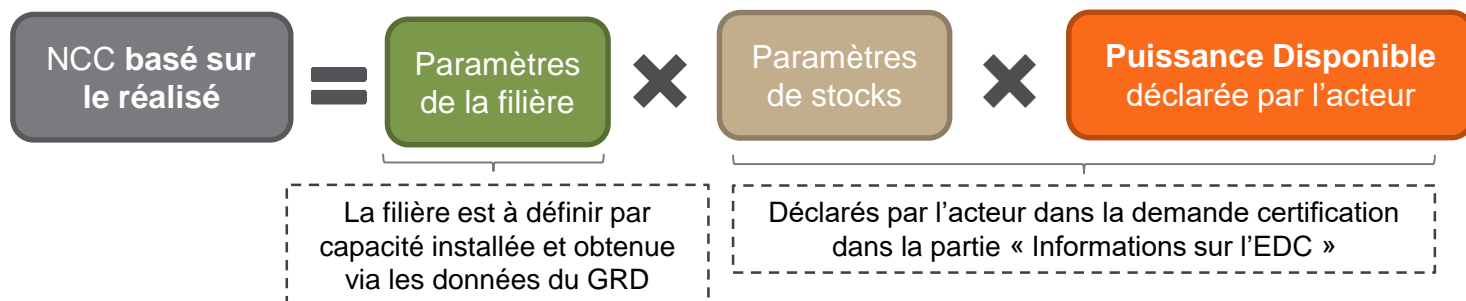 NCC basé sur
le réalisé
=
Paramètres
de la filière
×
Paramètres
de stocks
×
Puissance Disponible
déclarée par l’acteur
La filière est à définir par
capacité installée et obtenue
via les données du GRD
Déclarés par l’acteur dans la demande certification
dans la partie « Informations sur l’EDC »